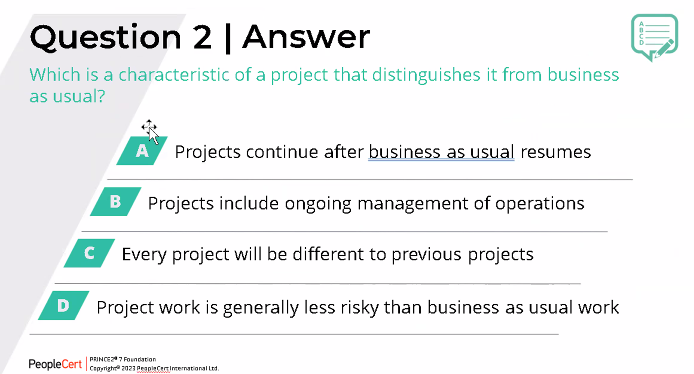 Question 2 | Answer
Which is a characteristic of a project that distinguishes it from business
as usual?
A
B
C
D
A Projects continue after business as usual resumes
B Projects include ongoing management of operations
C Every project will be different to previous projects
D Project work is generally less risky than business as usual work
PeopleCert
PRINCE2® 7 Foundation
Copyright© 2023 PeopleCert International Ltd.